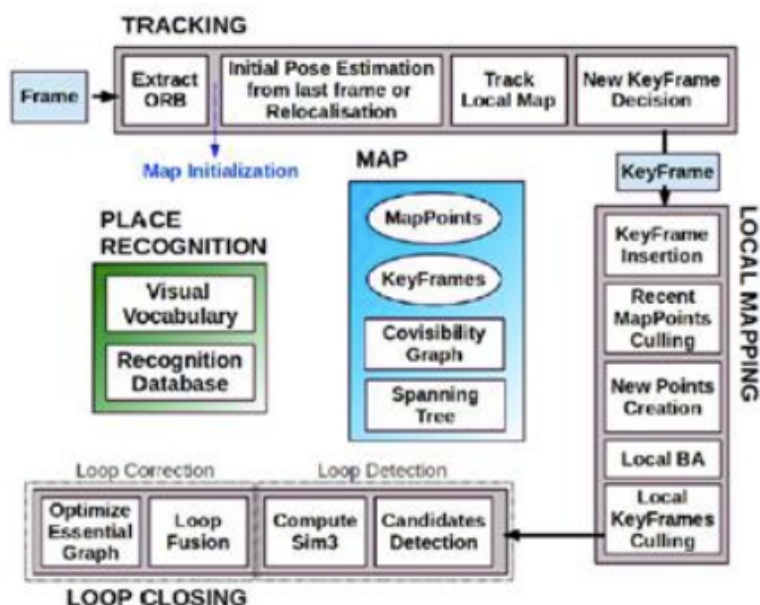 TRACKING
Frame
Extract
ORB
Initial Pose Estimation
from last frame or
Relocalisation
Track
Local Map
New KeyFrame
Decision
Map Initialization
MAP
KeyFrame
PLACE
RECOGNITION
MapPoints
KeyFrames
Covisibility
Graph
Spanning
Tree
Visual
Vocabulary
Recognition
Database
LOCAL MAPPING
KeyFrame
Insertion
Recent
MapPoints
Culling
New Points
Creation
Local BA
Local
KeyFrames
Culling
Loop Correction
Loop Detection
Optimize
Essential
Graph
Loop
Fusion
Compute
Sim3
Candidates
Detection
LOOP CLOSING